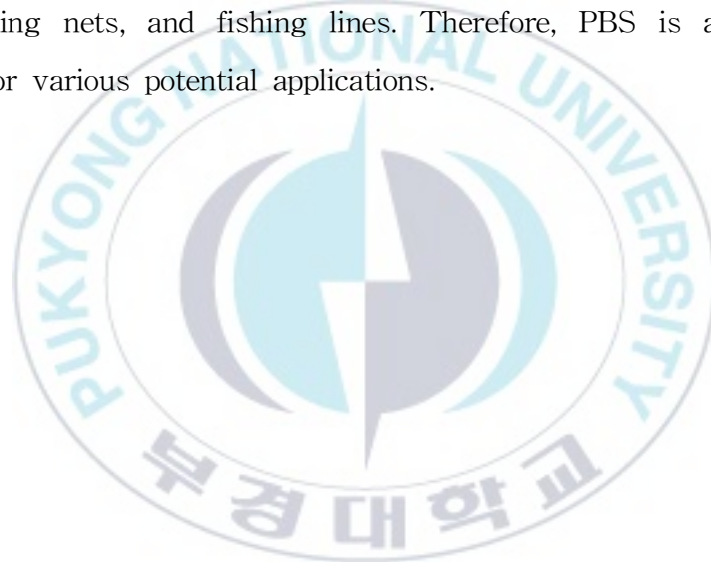 ing nets, and fishing lines. Therefore, PBS is a
or various potential applications.
PUKYONG NATIONAL UNIVERSITY
부경대학교